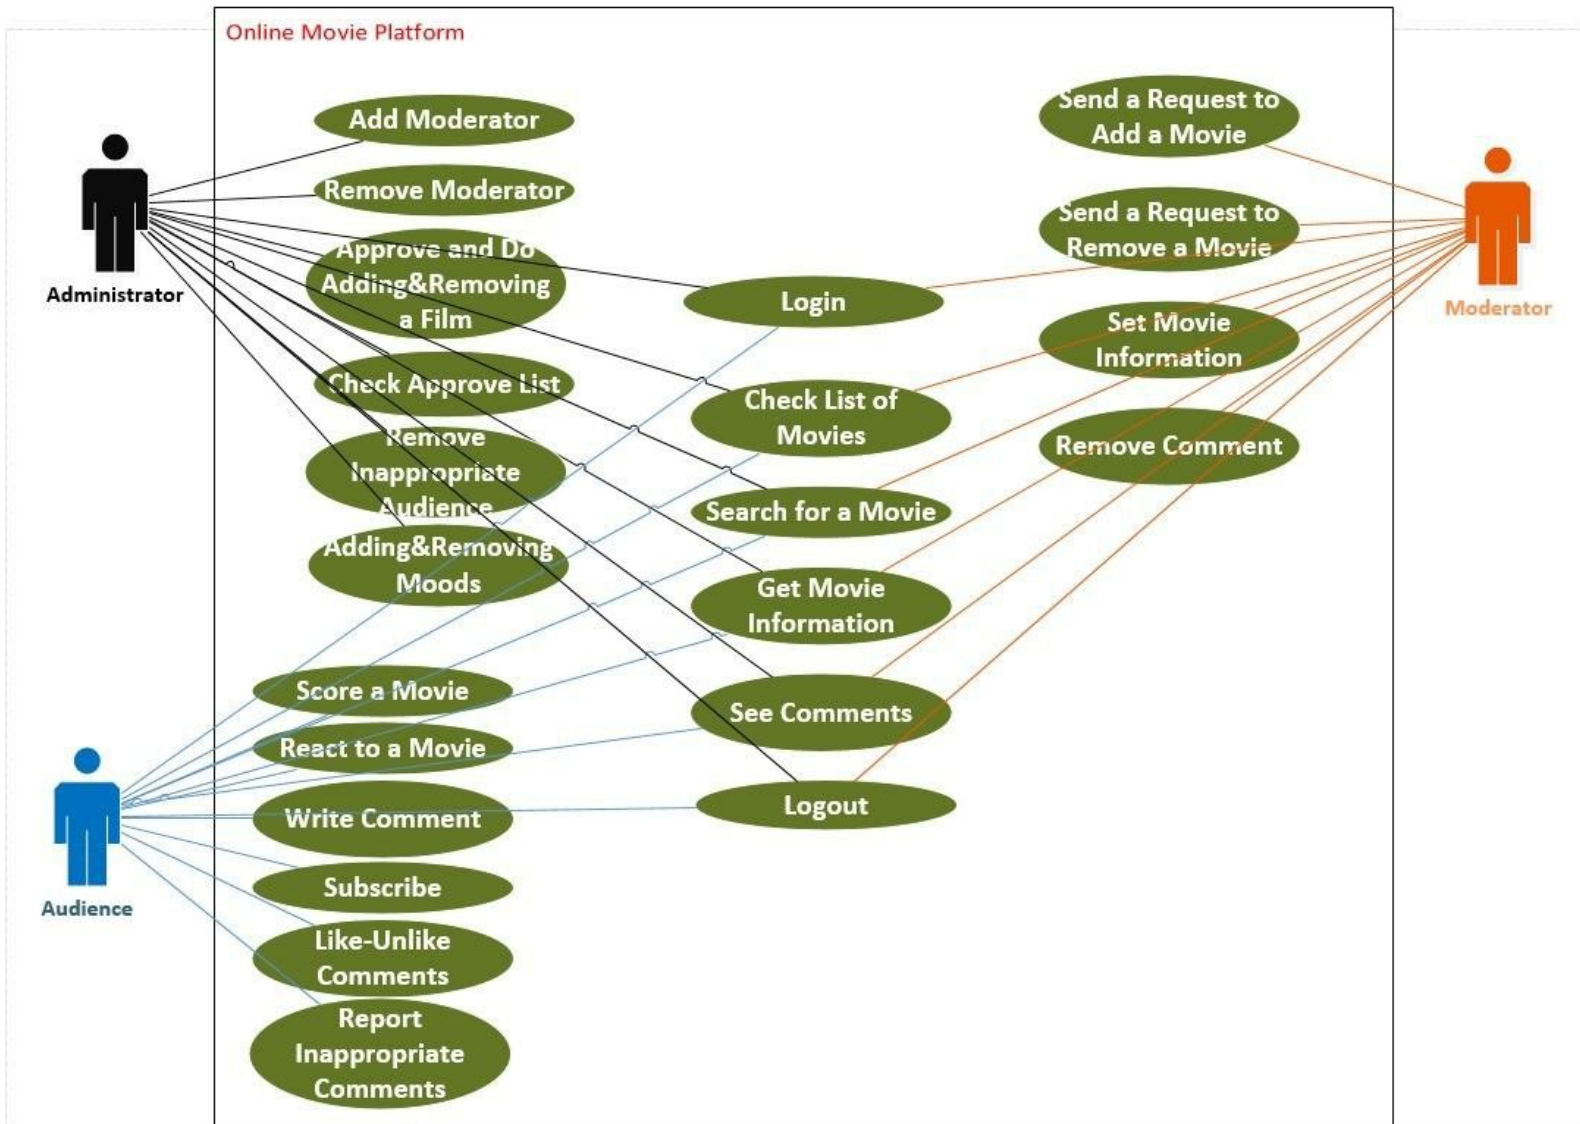 Online Movie Platform
Add Moderator
Remove Moderator
Approve and Do
Adding&Removing
a Film
Check Approve List
Remove
Inappropriate
Audience
Adding&Removing
Moods
Administrator
Score a Movie
React to a Movie
Write Comment
Subscribe
Like-Unlike
Comments
Report
Inappropriate
Comments
Audience
Login
Check List of
Movies
Search for a Movie
Get Movie
Information
See Comments
Logout
Send a Request to
Add a Movie
Send a Request to
Remove a Movie
Set Movie
Information
Remove Comment
Moderator